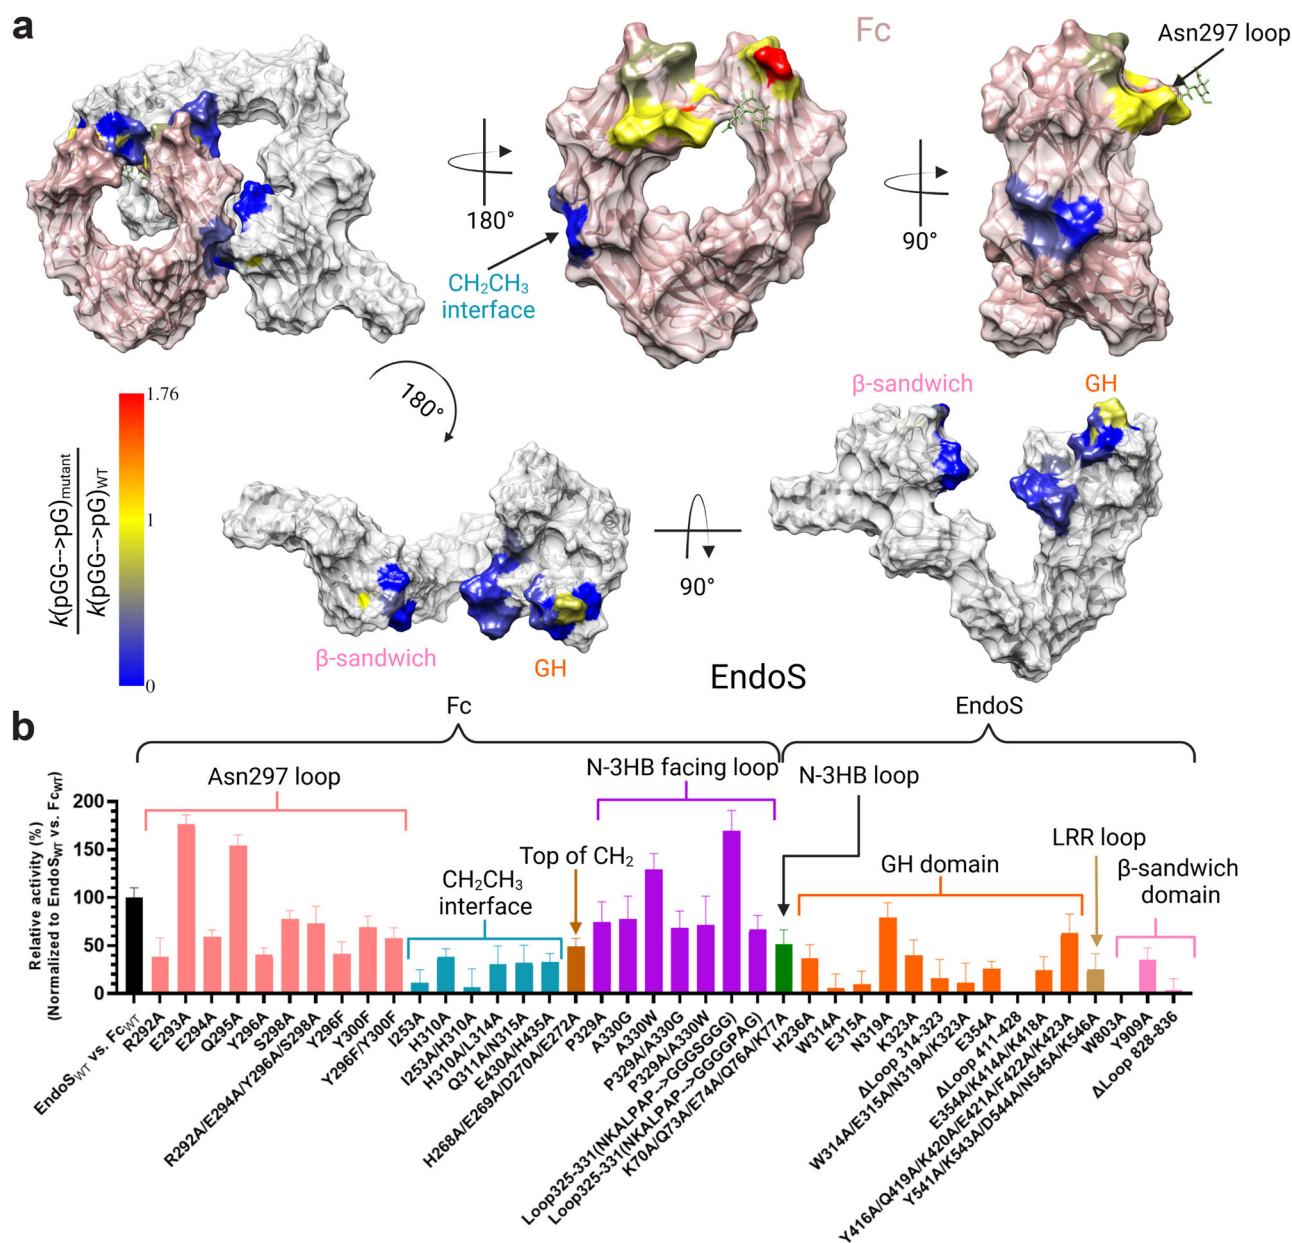 a
Fc
Asn297 loop
180°
90°
CH₂CH₃
interface
180°
1.76
1
0
k(pGG-->pG)mutant
k(pGG-->pG)WT
β-sandwich
GH
90°
β-sandwich
GH
EndoS
b
Fc
EndoS
Asn297 loop
N-3HB facing loop
N-3HB loop
Top of CH₂
CH₂CH₃
interface
GH domain
LRR loop
β-sandwich
domain
Relative activity (%)
(Normalized to EndoSWT vs. FcWT)
200
150
100
50
0
EndoSWT vs. FcWT
R292A
E293A
E294A
Q295A
Y296A
S298A
R292A/E294A/Y296A/S298A
Y296F
Y300F
Y296F/Y300F
I253A
H310A
I253A/H310A
H310A/L314A
Q311A/N315A
E430A/H435A
H268A/E269A/D270A/E272A
P329A
A330G
A330W
P329A/A330G
P329A/A330W
Loop325-331(NKALPAP-->GGGSGGG)
Loop325-331(NKALPAP-->GGGGPAG)
K70A/Q73A/E74A/Q76A/K77A
H236A
W314A
E315A
N319A
K323A
ΔLoop 314-323
W314A/E315A/N319A/K323A
E354A
ΔLoop 411-428
E354A/K414A/K418A
Y416A/Q419A/K420A/E421A/F422A/K423A
Y541A/K543A/D544A/N545A/K546A
W803A
Y909A
ΔLoop 828-836